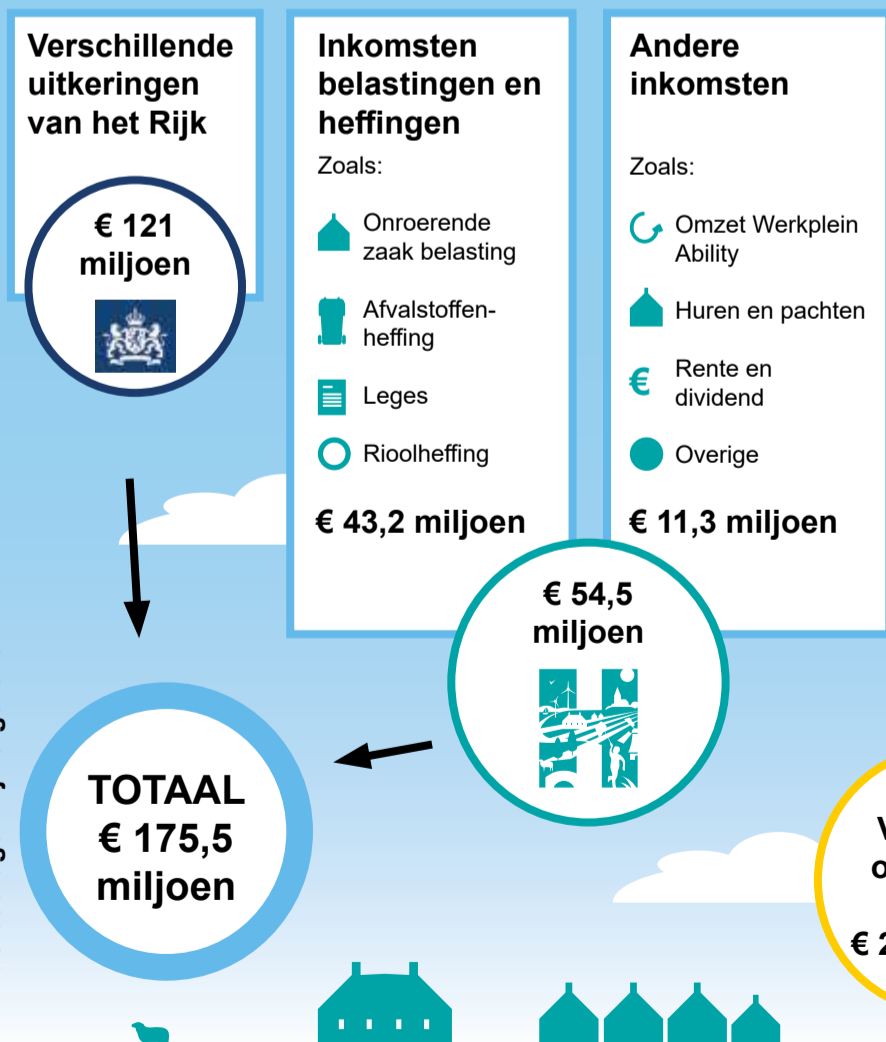 Verschillende
uitkeringen
van het Rijk
€ 121
miljoen
Inkomsten
belastingen en
heffingen
Zoals:
Onroerende
zaak belasting
Afvalstoffen-
heffing
Leges
Rioolheffing
€ 43,2 miljoen
Andere
inkomsten
Zoals:
Omzet Werkplein
Ability
Huren en pachten
Rente en
dividend
Overige
€ 11,3 miljoen
€ 54,5
miljoen
TOTAAL
€ 175,5
miljoen
€ 2